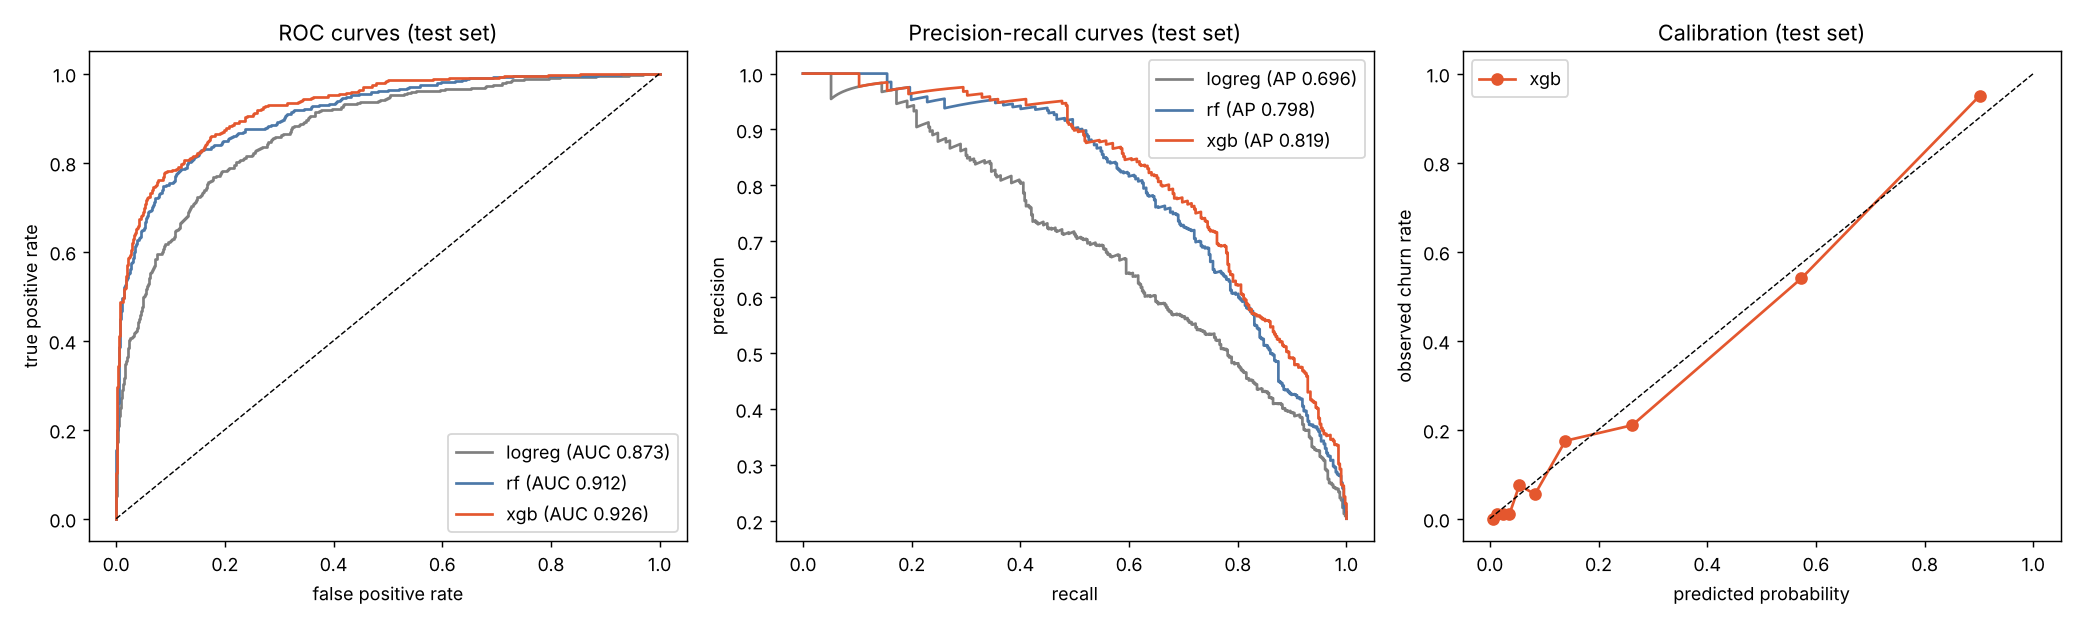 ROC curves (test set)
true positive rate
1.0
0.8
0.6
0.4
0.2
0.0
logreg (AUC 0.873)
rf (AUC 0.912)
xgb (AUC 0.926)
0.0 0.2 0.4 0.6 0.8 1.0
false positive rate
Precision-recall curves (test set)
precision
1.0
0.9
0.8
0.7
0.6
0.5
0.4
0.3
0.2
logreg (AP 0.696)
rf (AP 0.798)
xgb (AP 0.819)
0.0 0.2 0.4 0.6 0.8 1.0
recall
Calibration (test set)
observed churn rate
1.0
0.8
0.6
0.4
0.2
0.0
xgb
0.0 0.2 0.4 0.6 0.8 1.0
predicted probability